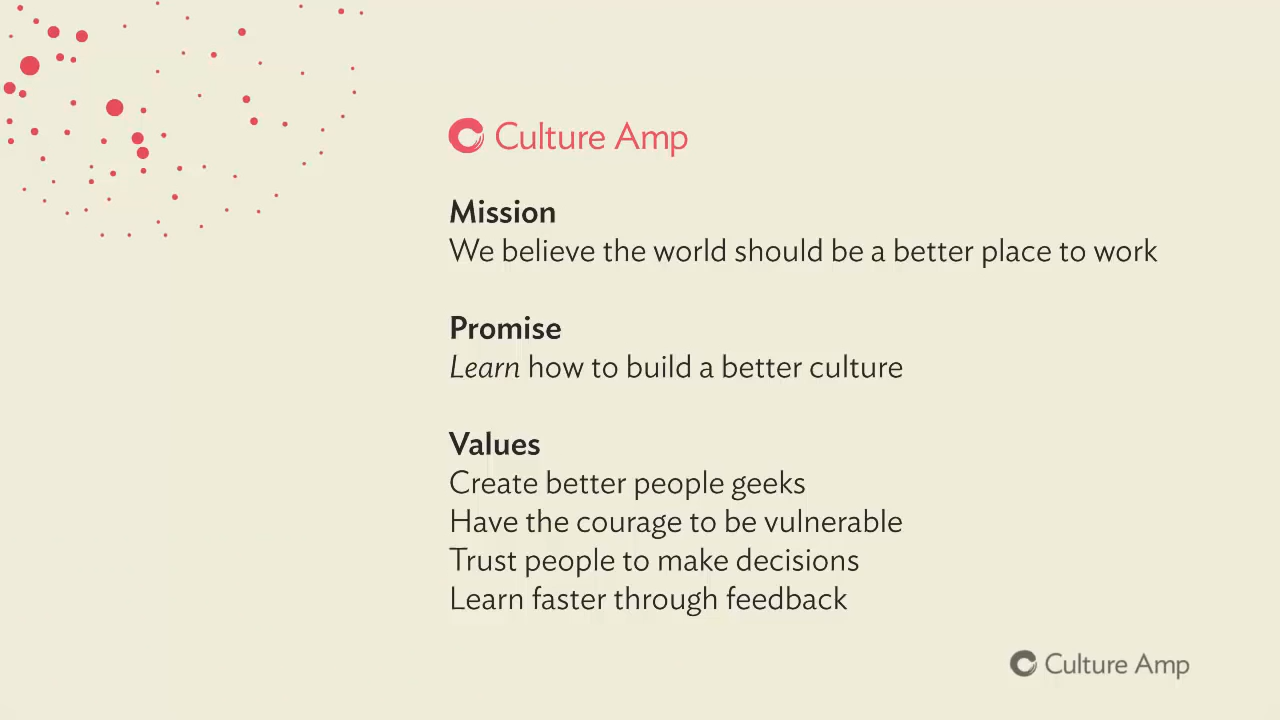 Culture Amp
Mission
We believe the world should be a better place to work
Promise
Learn how to build a better culture
Values
Create better people geeks
Have the courage to be vulnerable
Trust people to make decisions
Learn faster through feedback
Culture Amp